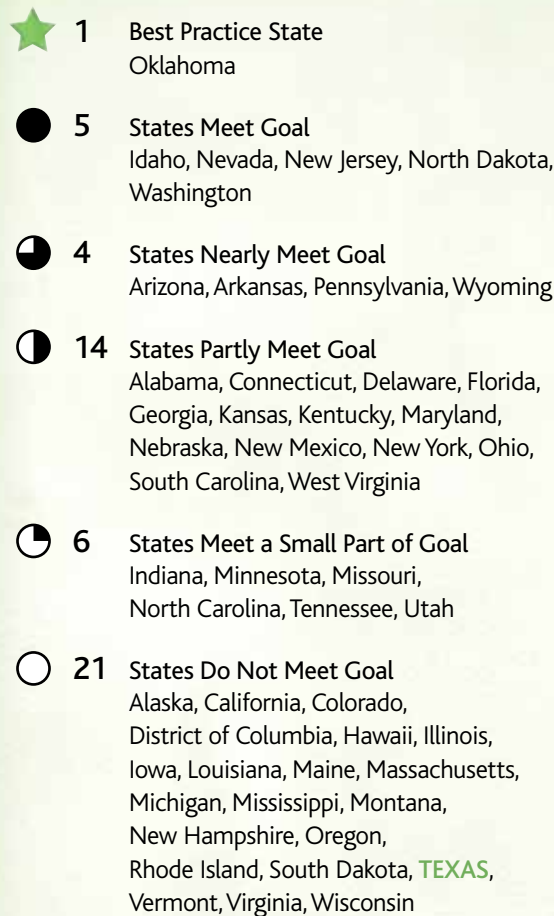 1 Best Practice State
Oklahoma
5 States Meet Goal
Idaho, Nevada, New Jersey, North Dakota,
Washington
4 States Nearly Meet Goal
Arizona, Arkansas, Pennsylvania, Wyoming
14 States Partly Meet Goal
Alabama, Connecticut, Delaware, Florida,
Georgia, Kansas, Kentucky, Maryland,
Nebraska, New Mexico, New York, Ohio,
South Carolina, West Virginia
6 States Meet a Small Part of Goal
Indiana, Minnesota, Missouri,
North Carolina, Tennessee, Utah
21 States Do Not Meet Goal
Alaska, California, Colorado,
District of Columbia, Hawaii, Illinois,
Iowa, Louisiana, Maine, Massachusetts,
Michigan, Mississippi, Montana,
New Hampshire, Oregon,
Rhode Island, South Dakota, TEXAS,
Vermont, Virginia, Wisconsin